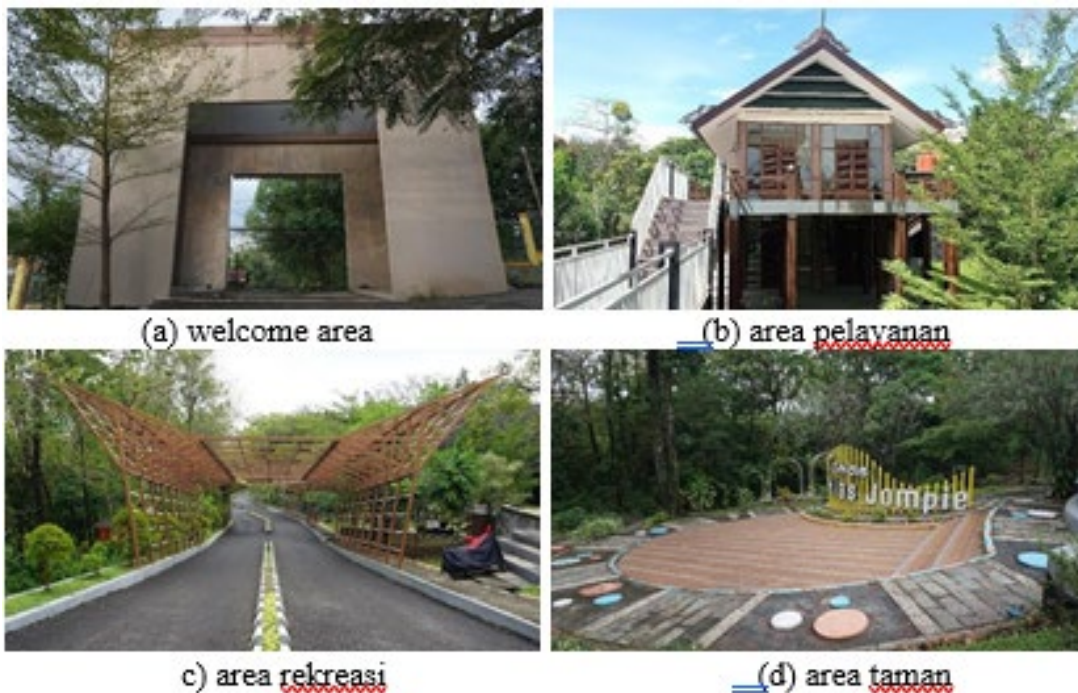 (a) welcome area
(b) area pelayanan
Jompie
c) area rekreasi
(d) area taman